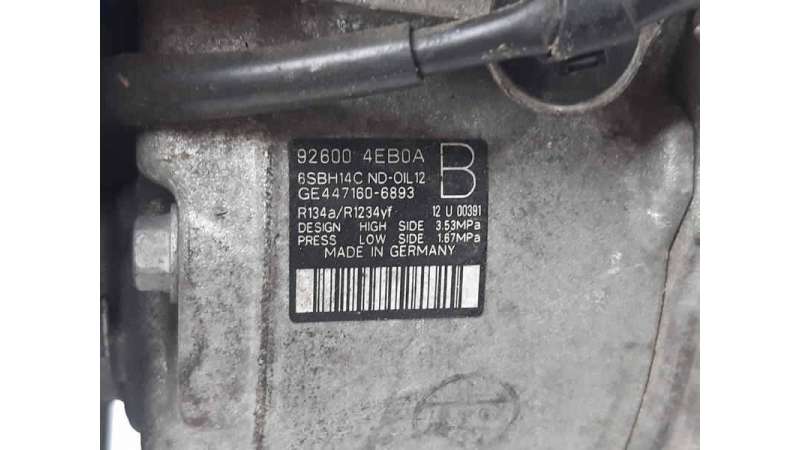 92600 4EB0A B
6SBH14C ND-OIL12
GE447160-6893
R134a/R1234yf 12 U 00391
DESIGN HIGH SIDE 3.53MPa
PRESS LOW SIDE 1.67MPa
MADE IN GERMANY